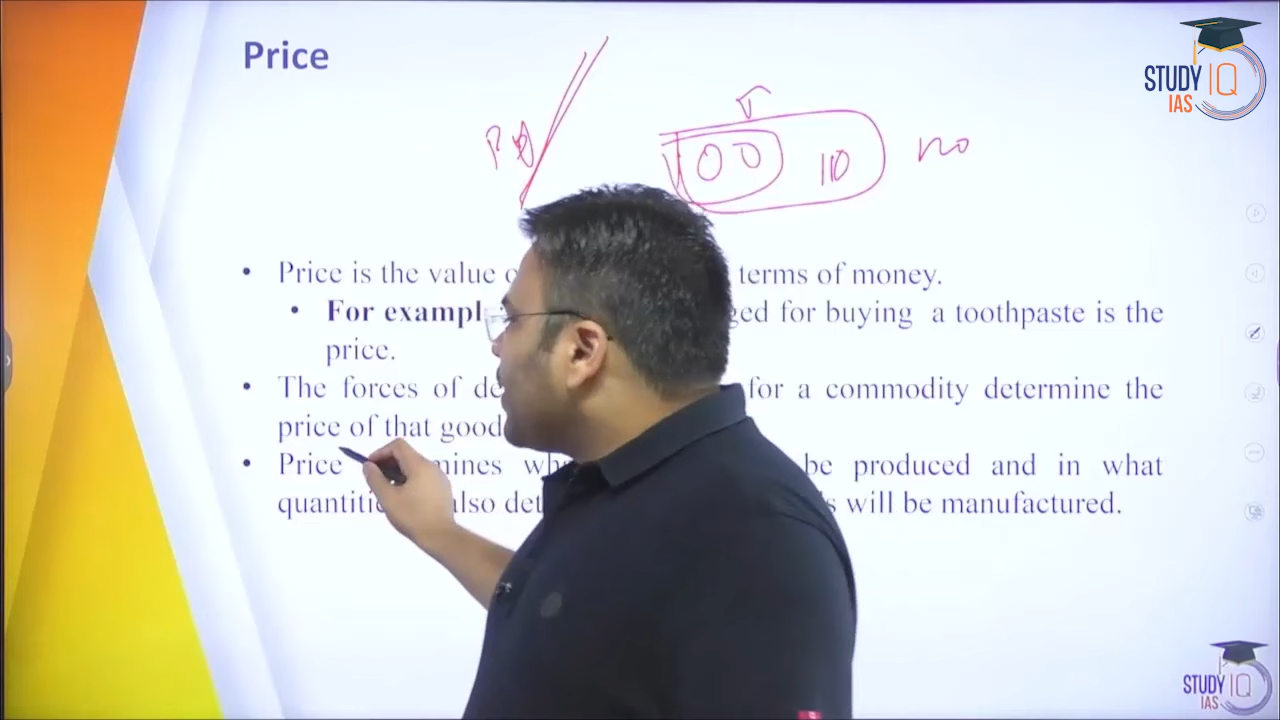 Price
STUDY IQ
IAS
no
10
• Price is the value terms of money.
• For exampl ged for buying a toothpaste is the
price.
• The forces of de for a commodity determine the
price of that good
• Price mines wh be produced and in what
quantiti also det s will be manufactured.
STUDY IQ
IAS